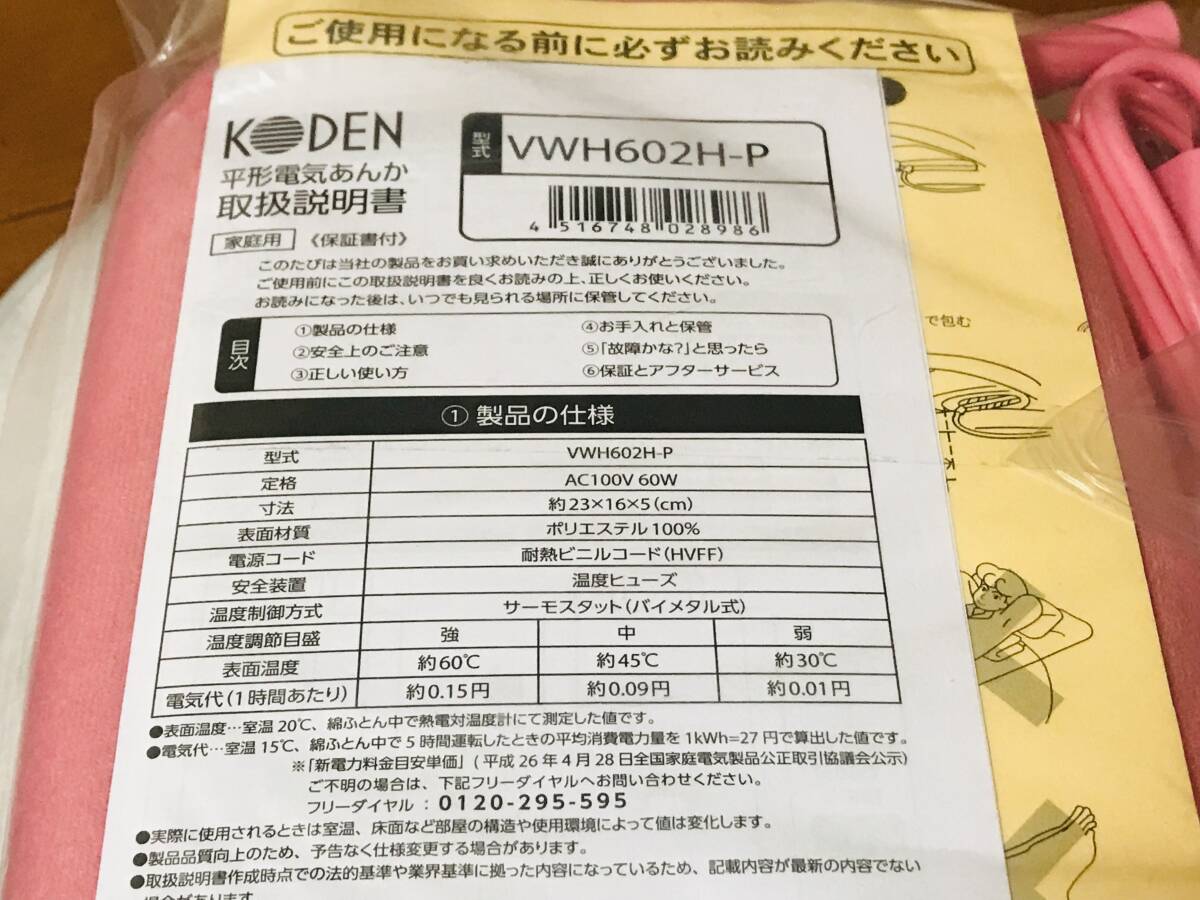 ご使用になる前に必ずお読みください
KODEN
平形電気あんか
取扱説明書
家庭用 《保証書付》
型式 VWH602H-P
4 516748 028986
このたびは当社の製品をお買い求めいただき誠にありがとうございました。
ご使用前にこの取扱説明書を良くお読みの上、正しくお使いください。
お読みになった後は、いつでも見られる場所に保管してください。
目次
①製品の仕様 ④お手入れと保管
②安全上のご注意 ⑤「故障かな?」と思ったら
③正しい使い方 ⑥保証とアフターサービス
① 製品の仕様
型式 VWH602H-P
定格 AC100V 60W
寸法 約23×16×5(cm)
表面材質 ポリエステル100%
電源コード 耐熱ビニルコード(HVFF)
安全装置 温度ヒューズ
温度制御方式 サーモスタット(バイメタル式)
温度調節目盛 強 中 弱
表面温度 約60℃ 約45℃ 約30℃
電気代(1時間あたり) 約0.15円 約0.09円 約0.01円
●表面温度…室温20℃、綿ふとん中で熱電対温度計にて測定した値です。
●電気代…室温15℃、綿ふとん中で5時間運転したときの平均消費電力量を1kWh=27円で算出した値です。
※「新電力料金目安単価」(平成26年4月28日全国家庭電気製品公正取引協議会公示)
ご不明の場合は、下記フリーダイヤルへお問い合わせください。
フリーダイヤル:0120-295-595
●実際に使用されるときは室温、床面など部屋の構造や使用環境によって値は変化します。
●製品品質向上のため、予告なく仕様変更する場合があります。
●取扱説明書作成時点での法的基準や業界基準に拠った内容になっているため、記載内容が最新の内容でない
場合があります。
で包む